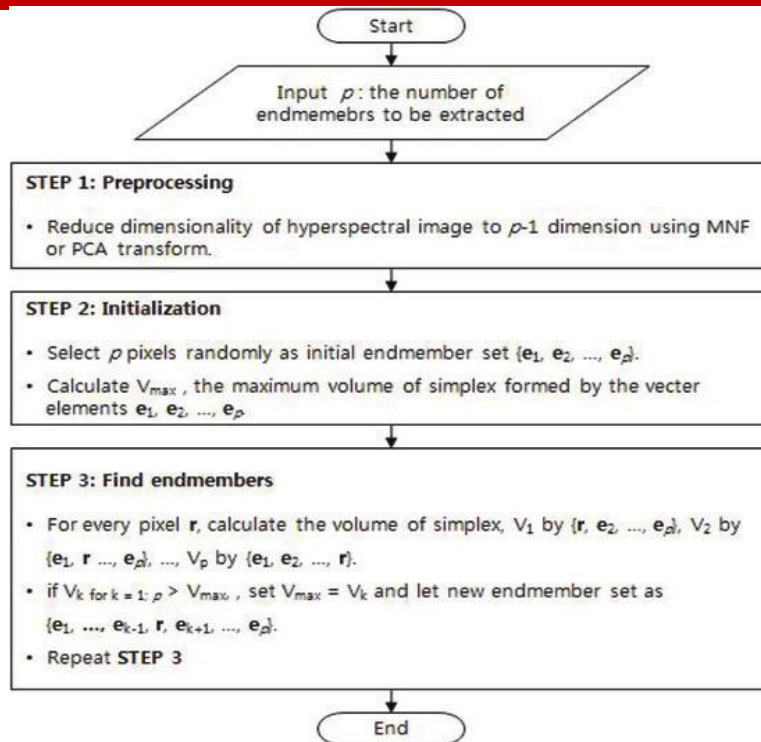 Start
Input p: the number of
endmemebrs to be extracted
STEP 1: Preprocessing
• Reduce dimensionality of hyperspectral image to p-1 dimension using MNF
or PCA transform.
STEP 2: Initialization
• Select p pixels randomly as initial endmember set {e₁, e₂, ..., eₚ}.
• Calculate Vₘₐₓ , the maximum volume of simplex formed by the vecter
elements e₁, e₂, ..., eₚ.
STEP 3: Find endmembers
• For every pixel r, calculate the volume of simplex, V₁ by {r, e₂, ..., eₚ}, V₂ by
{e₁, r ..., eₚ}, ..., Vₚ by {e₁, e₂, ..., r}.
• if Vk for k = 1: p > Vmax, , set Vmax = Vk and let new endmember set as
{e₁, ..., ek-1, r, ek+1, ..., eₚ}.
• Repeat STEP 3
End